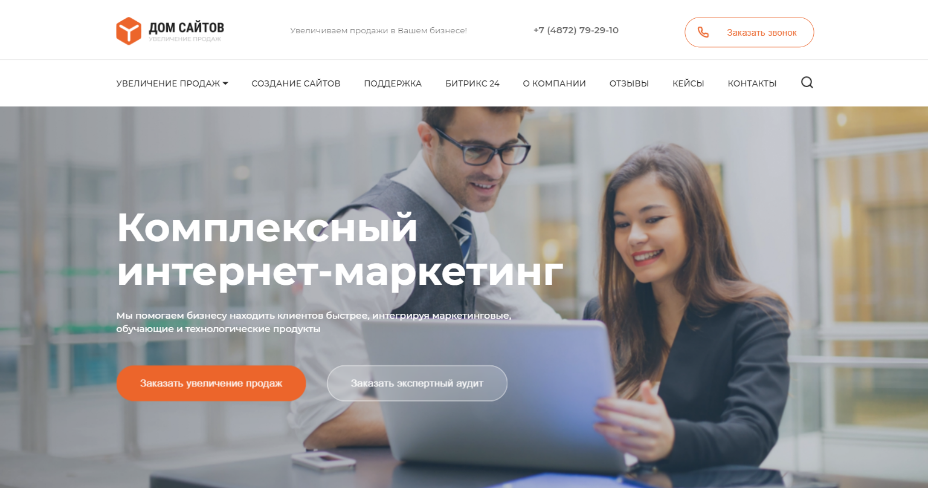 ДОМ САЙТОВ
УВЕЛИЧЕНИЕ ПРОДАЖ
Увеличиваем продажи в Вашем бизнесе!
+7 (4872) 79-29-10
Заказать звонок
УВЕЛИЧЕНИЕ ПРОДАЖ
СОЗДАНИЕ САЙТОВ
ПОДДЕРЖКА
БИТРИКС 24
О КОМПАНИИ
ОТЗЫВЫ
КЕЙСЫ
КОНТАКТЫ
Комплексный
интернет-маркетинг
Мы помогаем бизнесу находить клиентов быстрее, интегрируя маркетинговые,
обучающие и технологические продукты
Заказать увеличение продаж
Заказать экспертный аудит